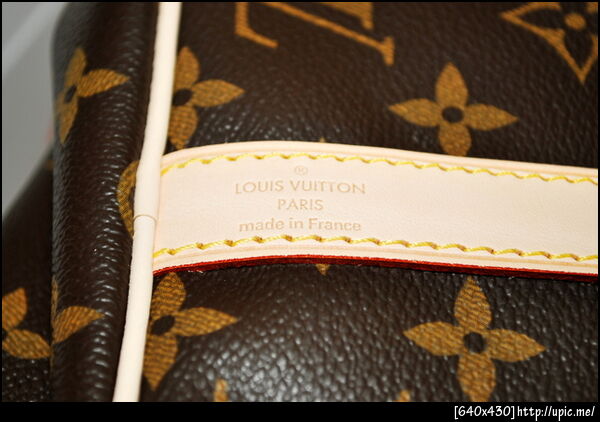 ®
LOUIS VUITTON
PARIS
made in France
[640x430]http://upic.me/